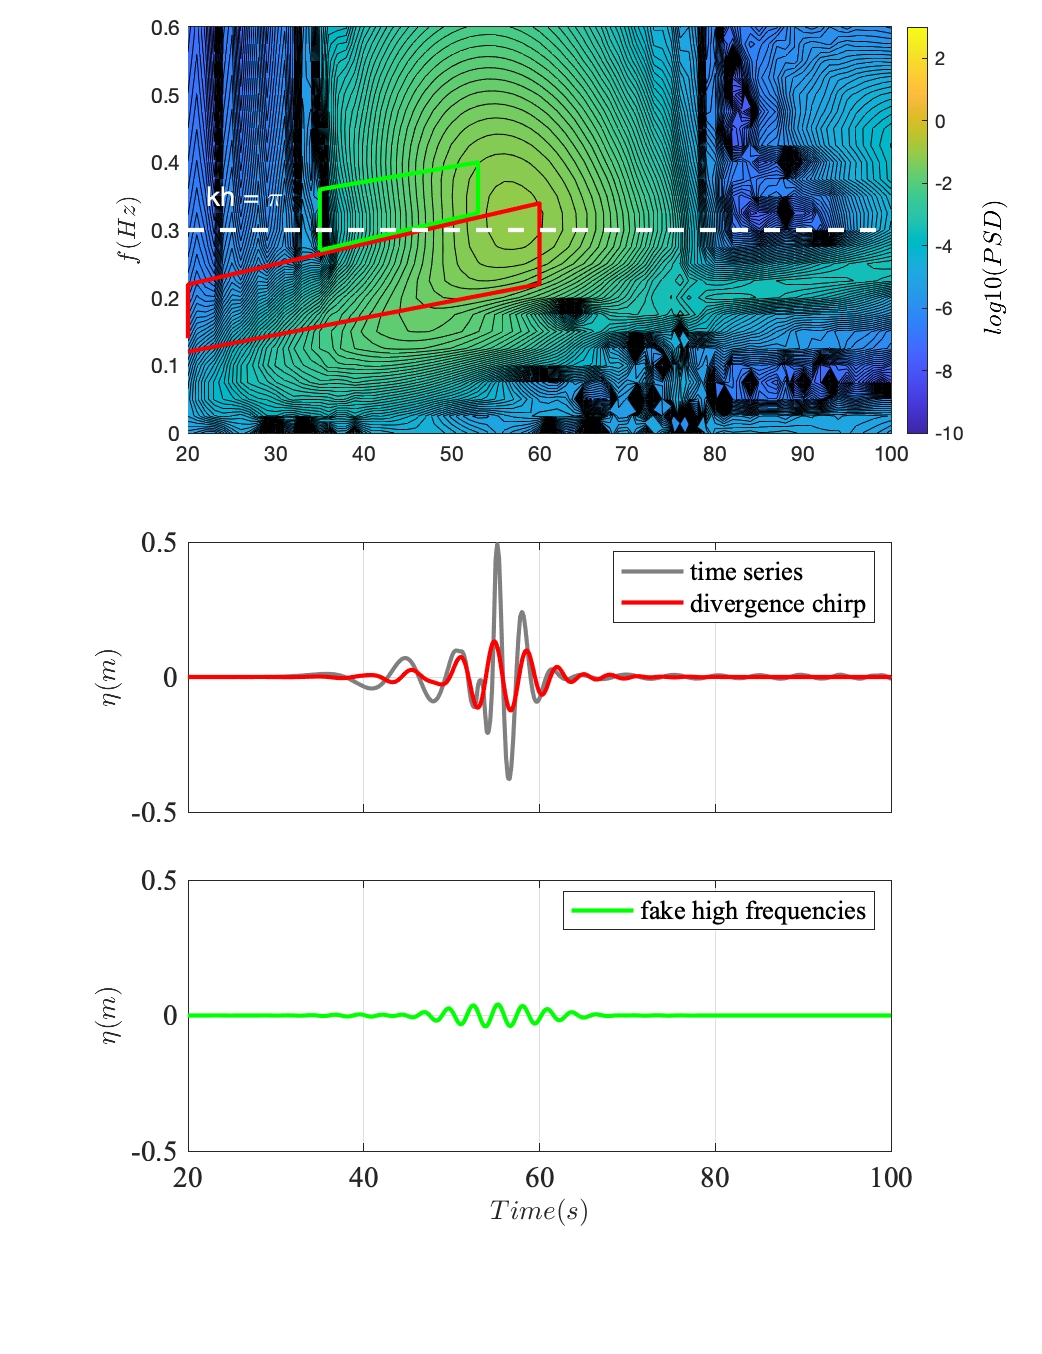 0.6
0.5
0.4
0.3
0.2
0.1
0
f(Hz)
kh = π
20 30 40 50 60 70 80 90 100
2
0
-2
-4
-6
-8
-10
log10(PSD)
0.5
0
-0.5
η(m)
time series
divergence chirp
0.5
0
-0.5
η(m)
fake high frequencies
20 40 60 80 100
Time(s)